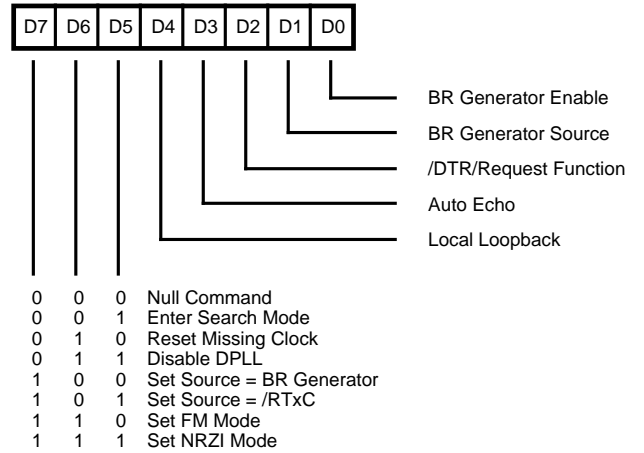 D7 D6 D5 D4 D3 D2 D1 D0
BR Generator Enable
BR Generator Source
/DTR/Request Function
Auto Echo
Local Loopback
0 0 0 Null Command
0 0 1 Enter Search Mode
0 1 0 Reset Missing Clock
0 1 1 Disable DPLL
1 0 0 Set Source = BR Generator
1 0 1 Set Source = /RTxC
1 1 0 Set FM Mode
1 1 1 Set NRZI Mode